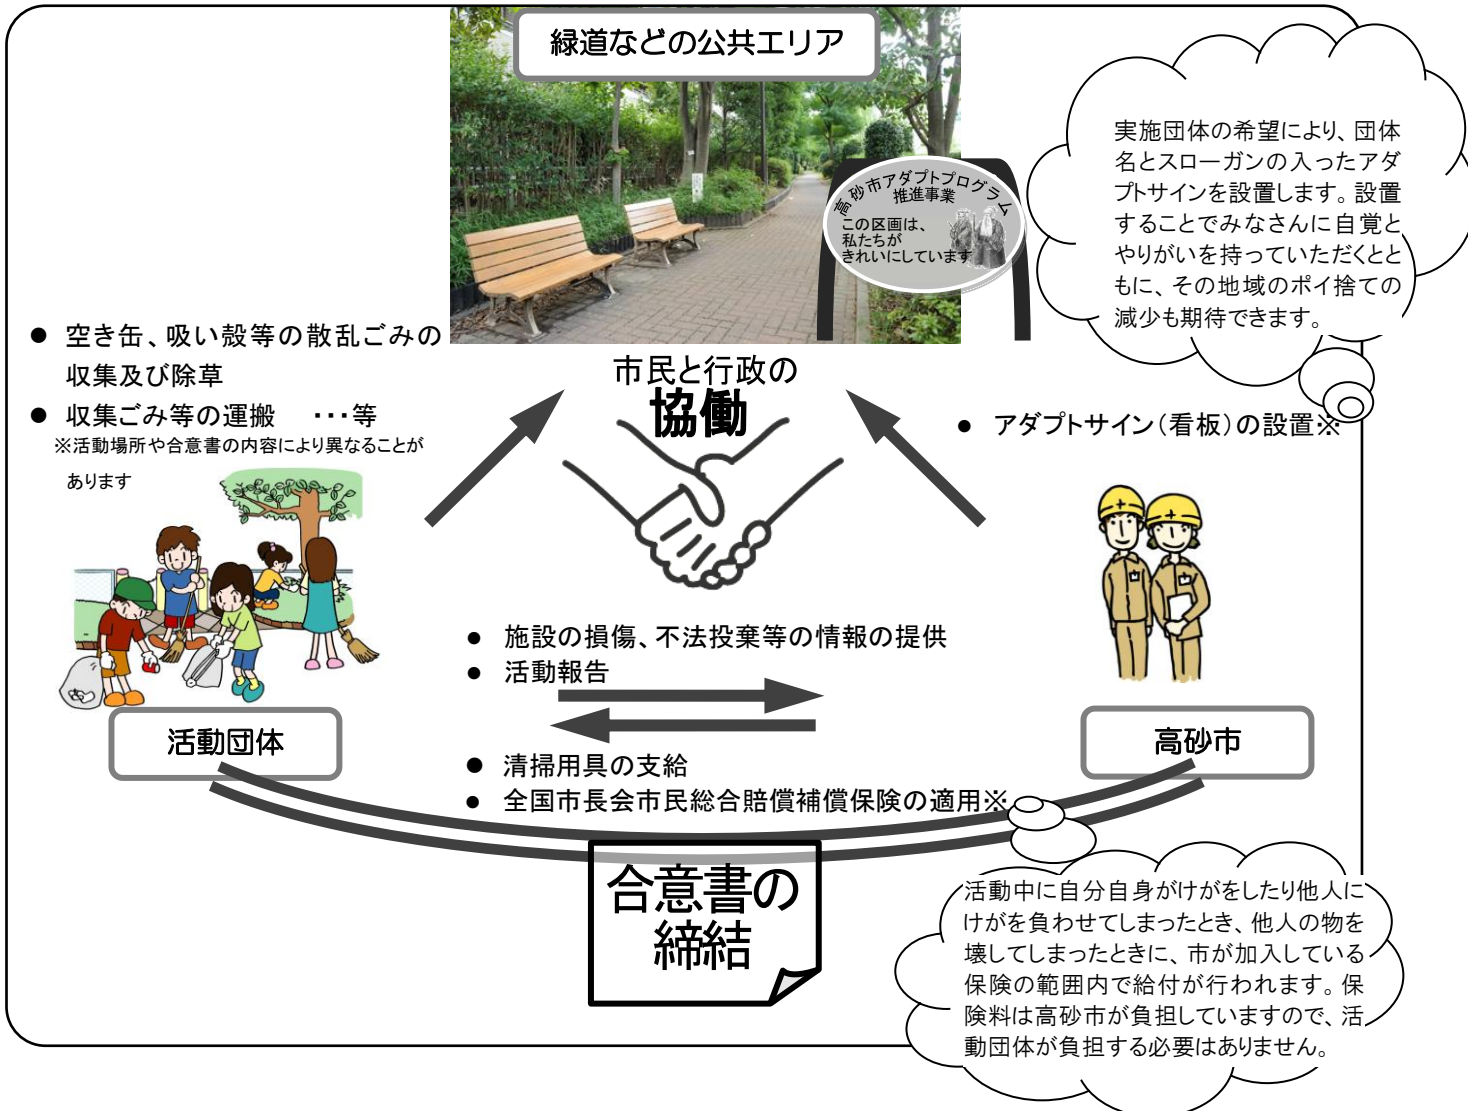 緑道などの公共エリア
高砂市アダプトプログラム
推進事業
この区画は、
私たちが
きれいにしています
実施団体の希望により、団体
名とスローガンの入ったアダ
プトサインを設置します。設置
することでみなさんに自覚と
やりがいを持っていただくとと
もに、その地域のポイ捨ての
減少も期待できます。
● 空き缶、吸い殻等の散乱ごみの
収集及び除草
● 収集ごみ等の運搬 ・・・等
※活動場所や合意書の内容により異なることが
あります
市民と行政の
協働
● アダプトサイン(看板)の設置※
● 施設の損傷、不法投棄等の情報の提供
● 活動報告
活動団体
高砂市
● 清掃用具の支給
● 全国市長会市民総合賠償補償保険の適用※
合意書の
締結
活動中に自分自身がけがをしたり他人に
けがを負わせてしまったとき、他人の物を
壊してしまったときに、市が加入している
保険の範囲内で給付が行われます。保
険料は高砂市が負担していますので、活
動団体が負担する必要はありません。